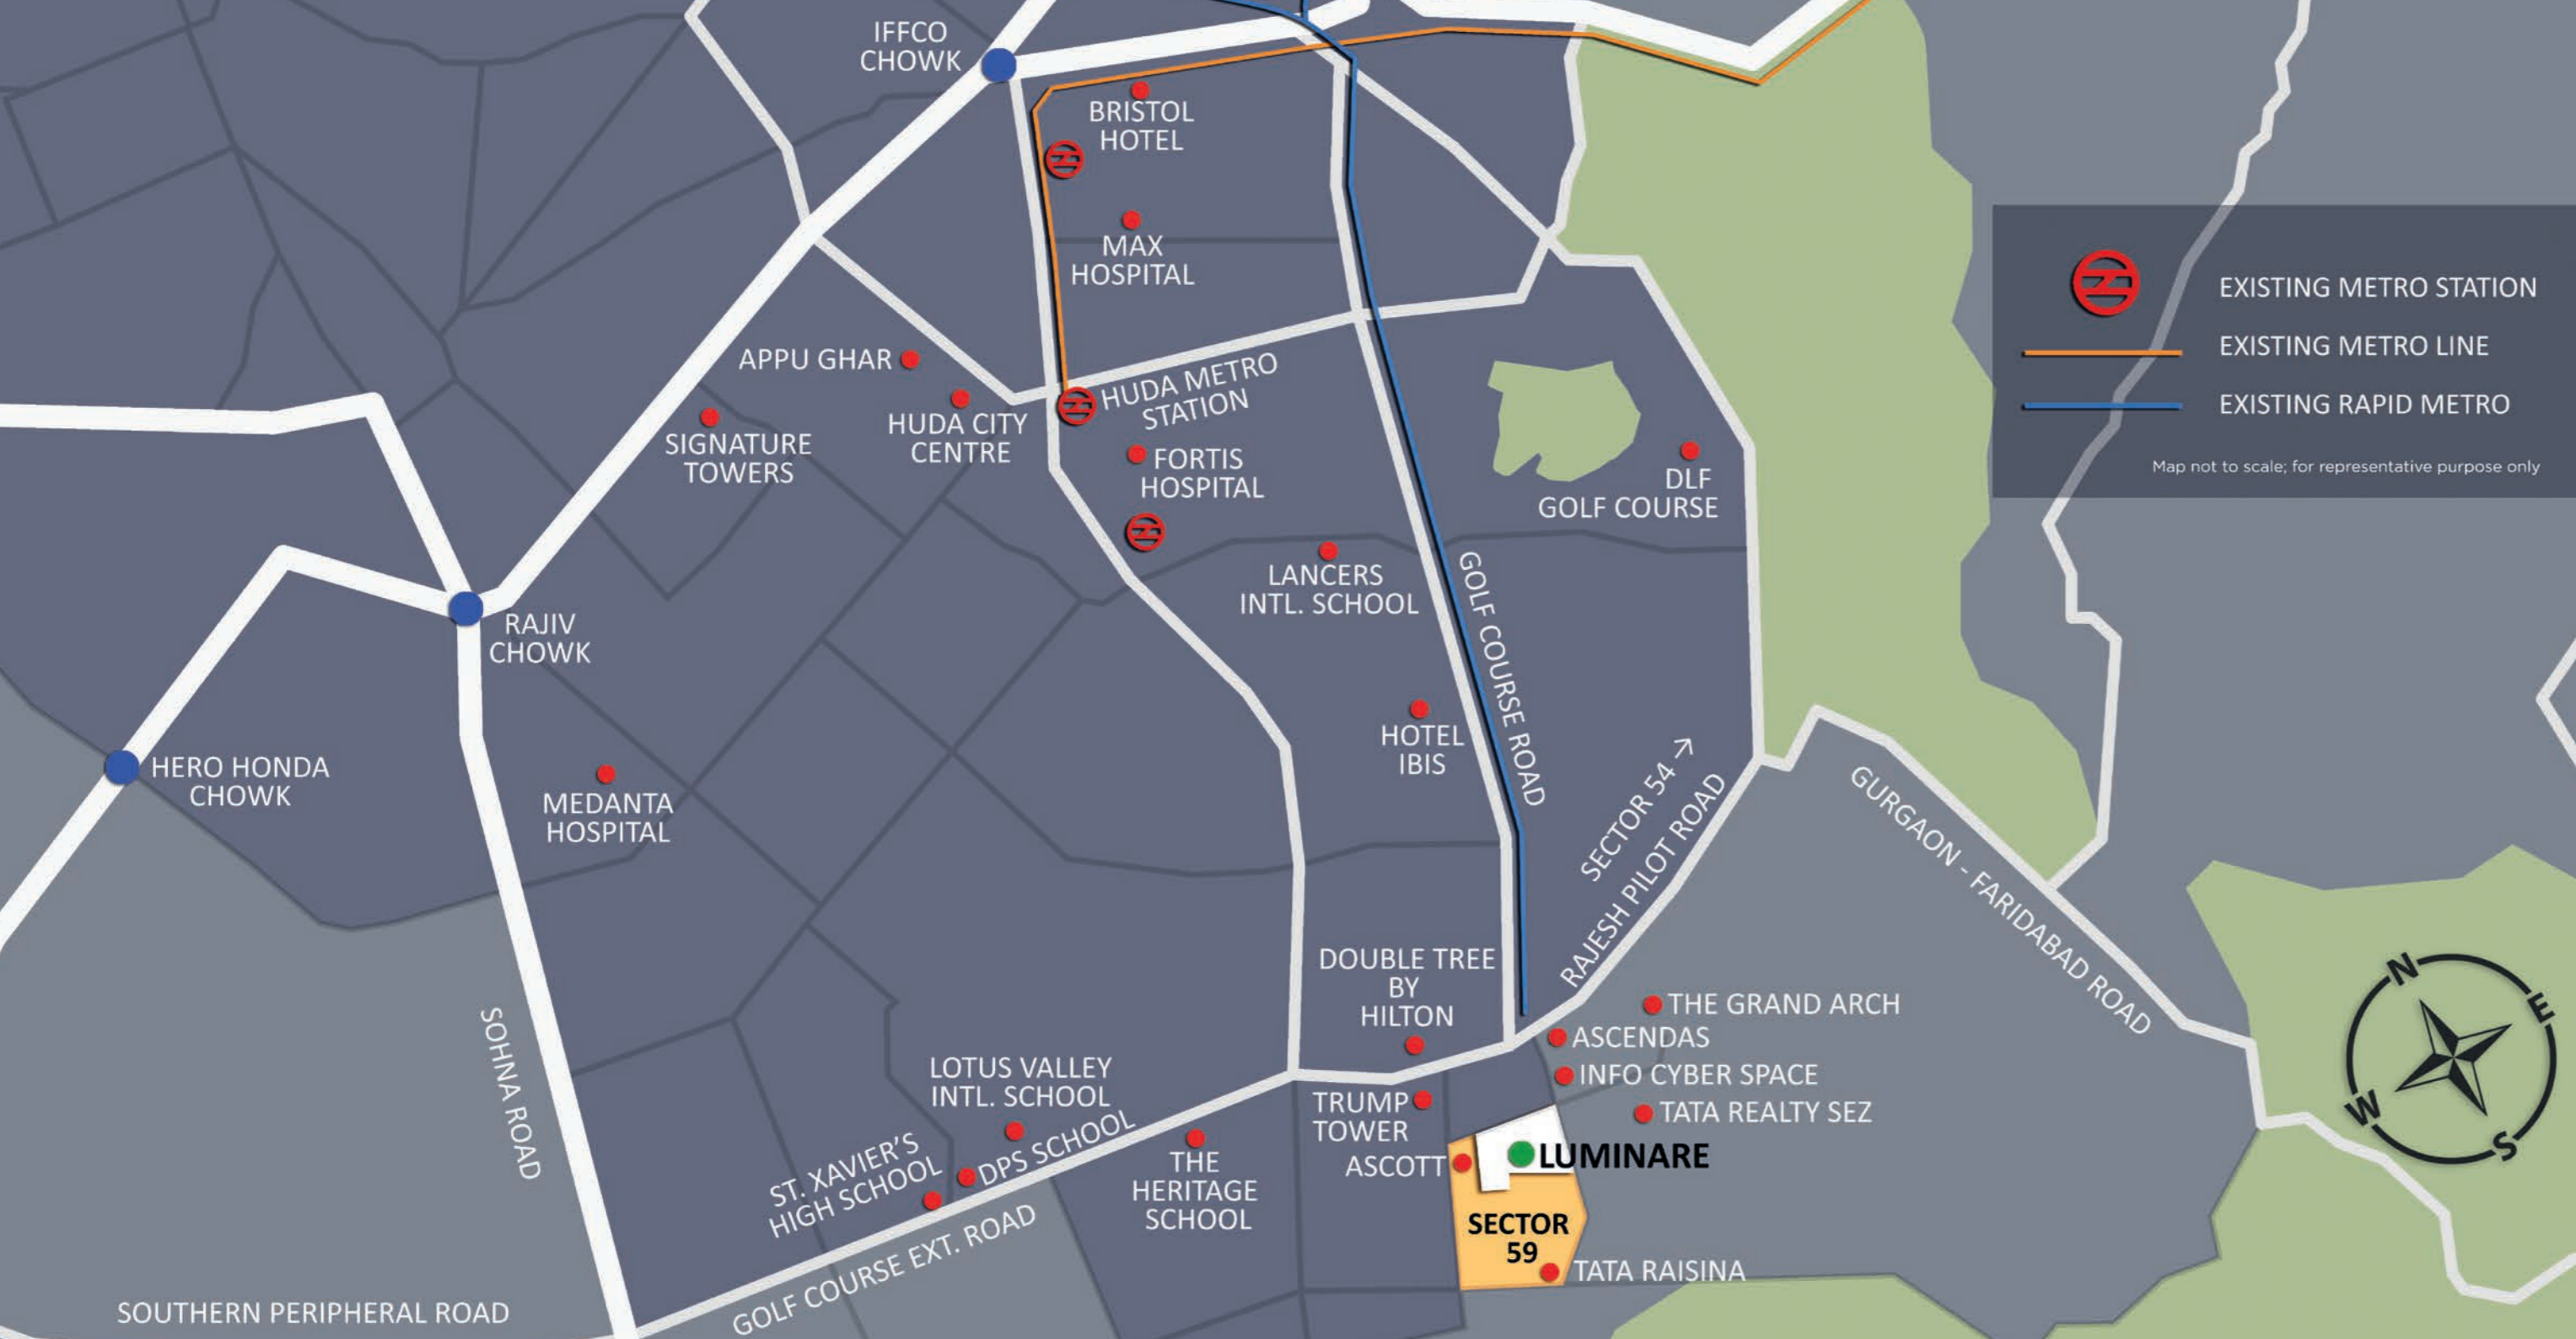 IFFCO
CHOWK
BRISTOL
HOTEL
MAX
HOSPITAL
EXISTING METRO STATION
EXISTING METRO LINE
EXISTING RAPID METRO
Map not to scale; for representative purpose only
APPU GHAR
HUDA METRO
STATION
HUDA CITY
CENTRE
SIGNATURE
TOWERS
FORTIS
HOSPITAL
DLF
GOLF COURSE
LANCERS
INTL. SCHOOL
GOLF COURSE ROAD
RAJIV
CHOWK
HOTEL
IBIS
HERO HONDA
CHOWK
MEDANTA
HOSPITAL
SECTOR 54 →
RAJESH PILOT ROAD
GURGAON - FARIDABAD ROAD
DOUBLE TREE
BY
HILTON
THE GRAND ARCH
ASCENDAS
INFO CYBER SPACE
TATA REALTY SEZ
N
E
W
S
SOHNA ROAD
LOTUS VALLEY
INTL. SCHOOL
DPS SCHOOL
ST. XAVIER'S
HIGH SCHOOL
THE
HERITAGE
SCHOOL
TRUMP
TOWER
ASCOTT
LUMINARE
SECTOR
59
TATA RAISINA
GOLF COURSE EXT. ROAD
SOUTHERN PERIPHERAL ROAD